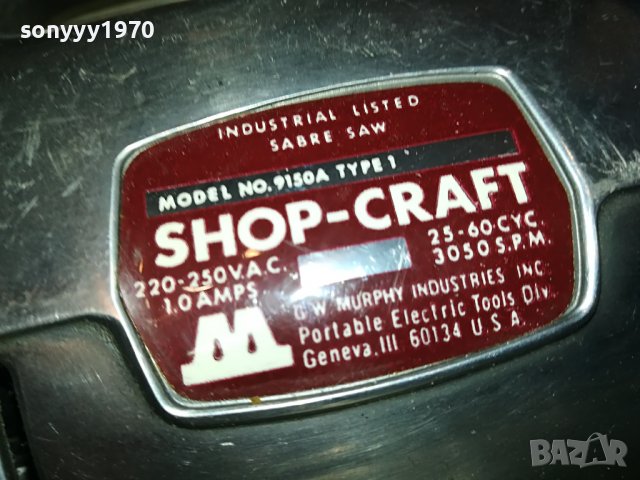 sonyyy1970
INDUSTRIAL LISTED
SABRE SAW
MODEL NO. 9150A TYPE 1
SHOP-CRAFT
220-250 V.A.C. 25-60 CYC.
1.0 AMPS 3050 S.P.M.
G W MURPHY INDUSTRIES INC
Portable Electric Tools Div.
Geneva, Ill 60134 U.S.A.
BAZAR
bg